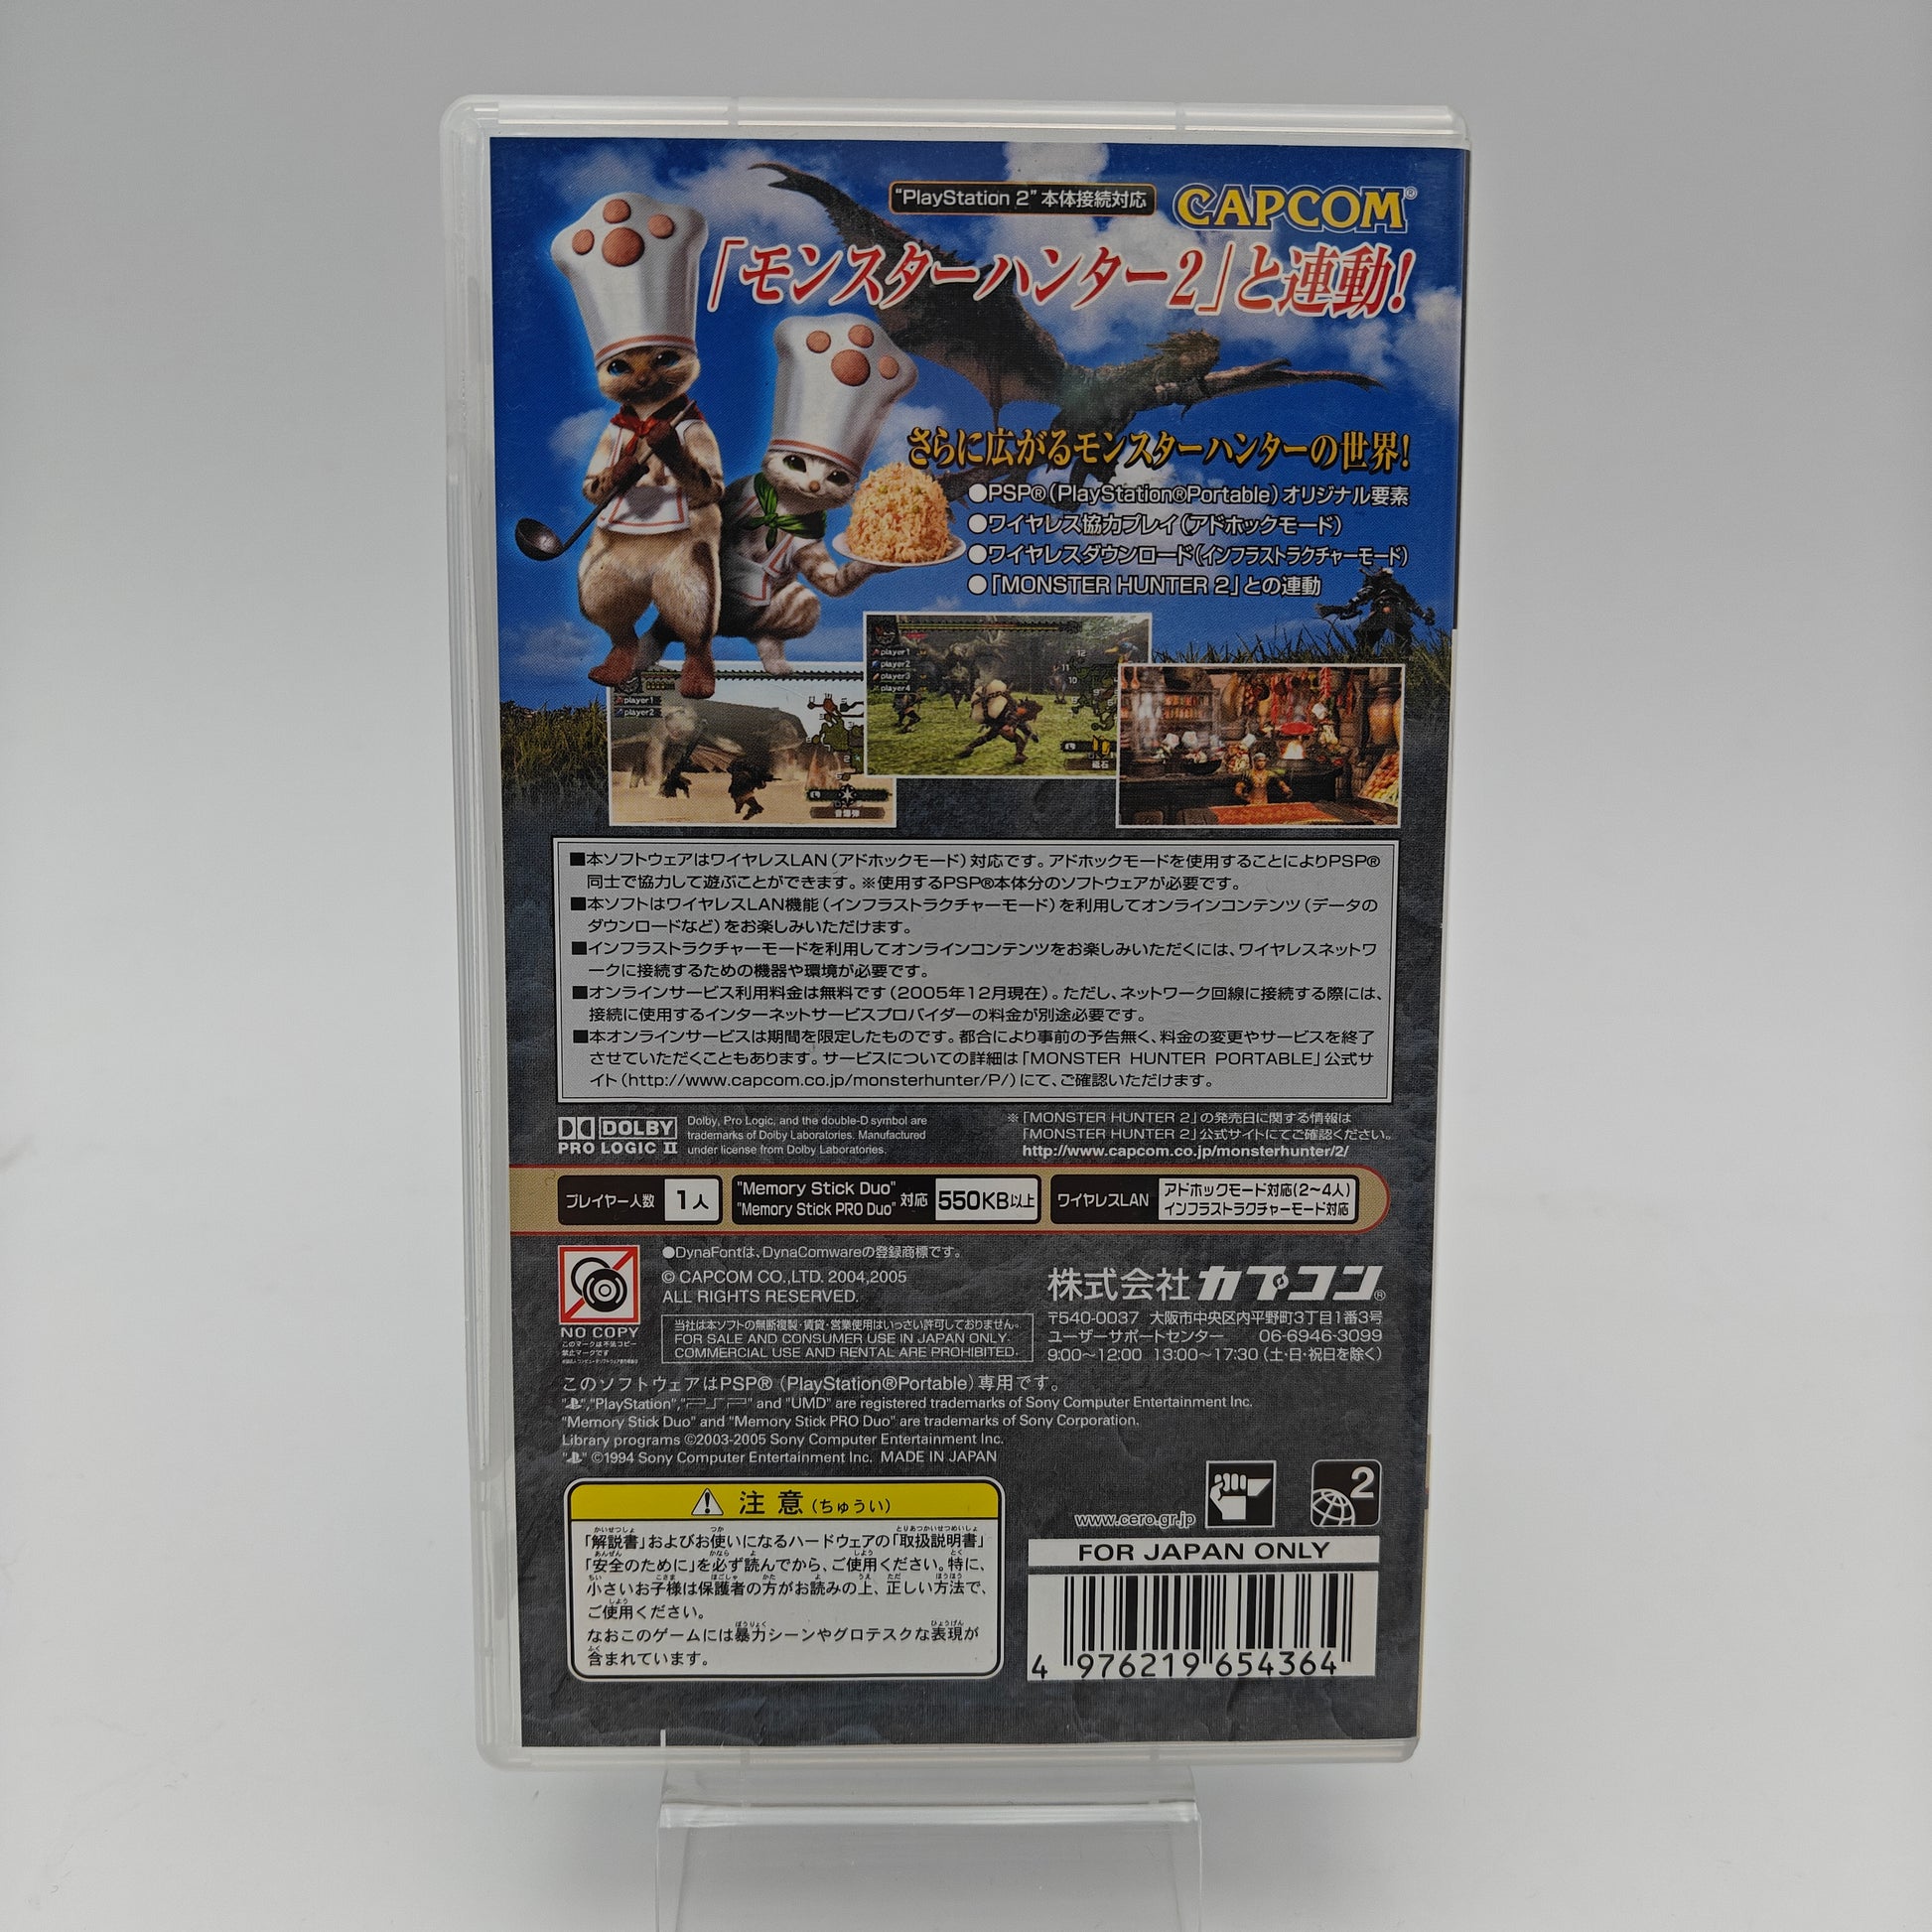 "PlayStation 2" 本体接続対応
CAPCOM®
「モンスターハンター2」と連動!
さらに広がるモンスターハンターの世界!
●PSP®(PlayStation®Portable)オリジナル要素
●ワイヤレス協力プレイ(アドホックモード)
●ワイヤレスダウンロード(インフラストラクチャーモード)
●「MONSTER HUNTER 2」との連動
player1
player2
音爆弾
player1
player2
player3
player4
砥石
■本ソフトウェアはワイヤレスLAN(アドホックモード)対応です。アドホックモードを使用することによりPSP®
同士で協力して遊ぶことができます。※使用するPSP®本体分のソフトウェアが必要です。
■本ソフトはワイヤレスLAN機能(インフラストラクチャーモード)を利用してオンラインコンテンツ(データの
ダウンロードなど)をお楽しみいただけます。
■インフラストラクチャーモードを利用してオンラインコンテンツをお楽しみいただくには、ワイヤレスネットワ
ークに接続するための機器や環境が必要です。
■オンラインサービス利用料金は無料です(2005年12月現在)。ただし、ネットワーク回線に接続する際には、
接続に使用するインターネットサービスプロバイダーの料金が別途必要です。
■本オンラインサービスは期間を限定したものです。都合により事前の予告無く、料金の変更やサービスを終了
させていただくこともあります。サービスについての詳細は「MONSTER HUNTER PORTABLE」公式サ
イト(http://www.capcom.co.jp/monsterhunter/P/)にて、ご確認いただけます。
DOLBY
PRO LOGIC II
Dolby, Pro Logic, and the double-D symbol are
trademarks of Dolby Laboratories. Manufactured
under license from Dolby Laboratories.
※「MONSTER HUNTER 2」の発売日に関する情報は
「MONSTER HUNTER 2」公式サイトにてご確認ください。
http://www.capcom.co.jp/monsterhunter/2/
プレイヤー人数 1人
"Memory Stick Duo"
"Memory Stick PRO Duo" 対応 550KB以上
ワイヤレスLAN アドホックモード対応(2~4人)
インフラストラクチャーモード対応
NO COPY
このマークは不法コピー
禁止マークです
●DynaFontは、DynaComwareの登録商標です。
© CAPCOM CO.,LTD. 2004,2005
ALL RIGHTS RESERVED.
当社は本ソフトの無断複製・賃貸・営業使用はいっさい許可しておりません。
FOR SALE AND CONSUMER USE IN JAPAN ONLY.
COMMERCIAL USE AND RENTAL ARE PROHIBITED.
株式会社カプコン®
〒540-0037 大阪市中央区内平野町3丁目1番3号
ユーザーサポートセンター 06-6946-3099
9:00~12:00 13:00~17:30(土・日・祝日を除く)
このソフトウェアはPSP®(PlayStation®Portable)専用です。
" ", "PlayStation", "PSP" and "UMD" are registered trademarks of Sony Computer Entertainment Inc.
"Memory Stick Duo" and "Memory Stick PRO Duo" are trademarks of Sony Corporation.
Library programs ©2003-2005 Sony Computer Entertainment Inc.
" " ©1994 Sony Computer Entertainment Inc. MADE IN JAPAN
注意(ちゅうい)
「解説書」およびお使いになるハードウェアの「取扱説明書」
「安全のために」を必ず読んでから、ご使用ください。特に、
小さいお子様は保護者の方がお読みの上、正しい方法で、
ご使用ください。
なおこのゲームには暴力シーンやグロテスクな表現が
含まれています。
www.cero.gr.jp
2
FOR JAPAN ONLY
4 976219 654364